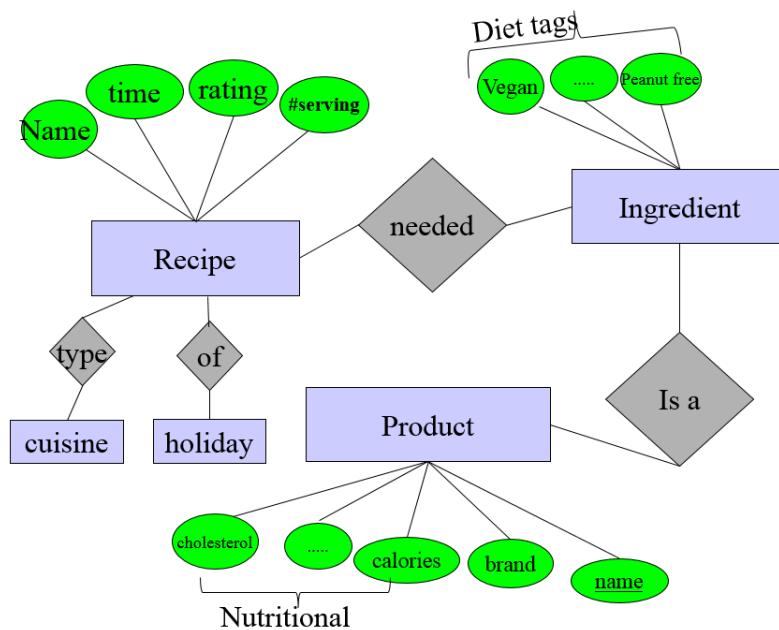 Diet tags
time
rating
#serving
Name
Vegan
.....
Peanut free
needed
Ingredient
Recipe
type
of
Is a
cuisine
holiday
Product
cholesterol
.....
calories
brand
name
Nutritional